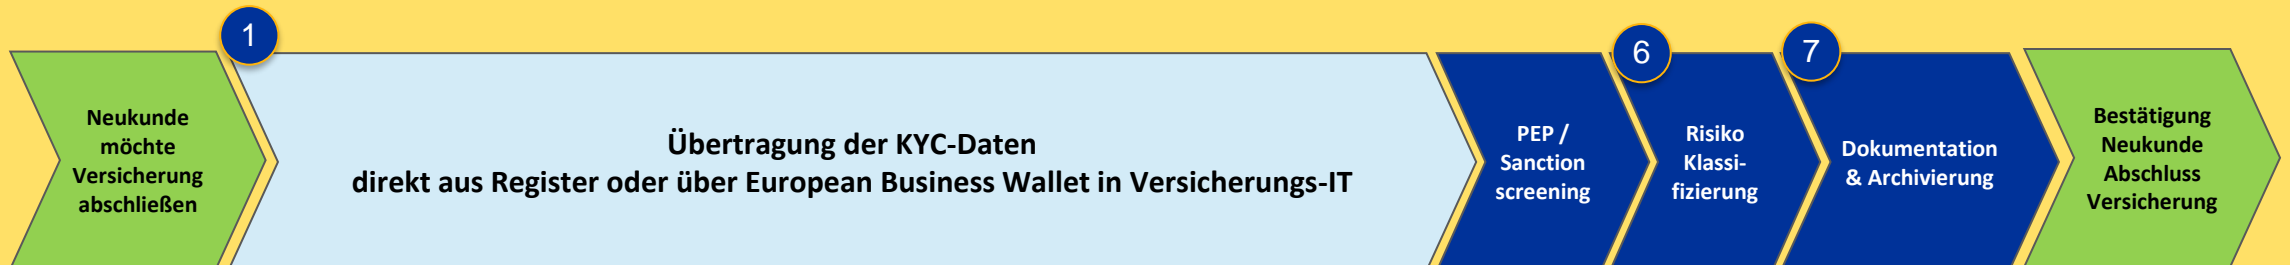 1
6
7
Neukunde
möchte
Versicherung
abschließen
Übertragung der KYC-Daten
direkt aus Register oder über European Business Wallet in Versicherungs-IT
PEP /
Sanction
screening
Risiko
Klassi-
fizierung
Dokumentation
& Archivierung
Bestätigung
Neukunde
Abschluss
Versicherung